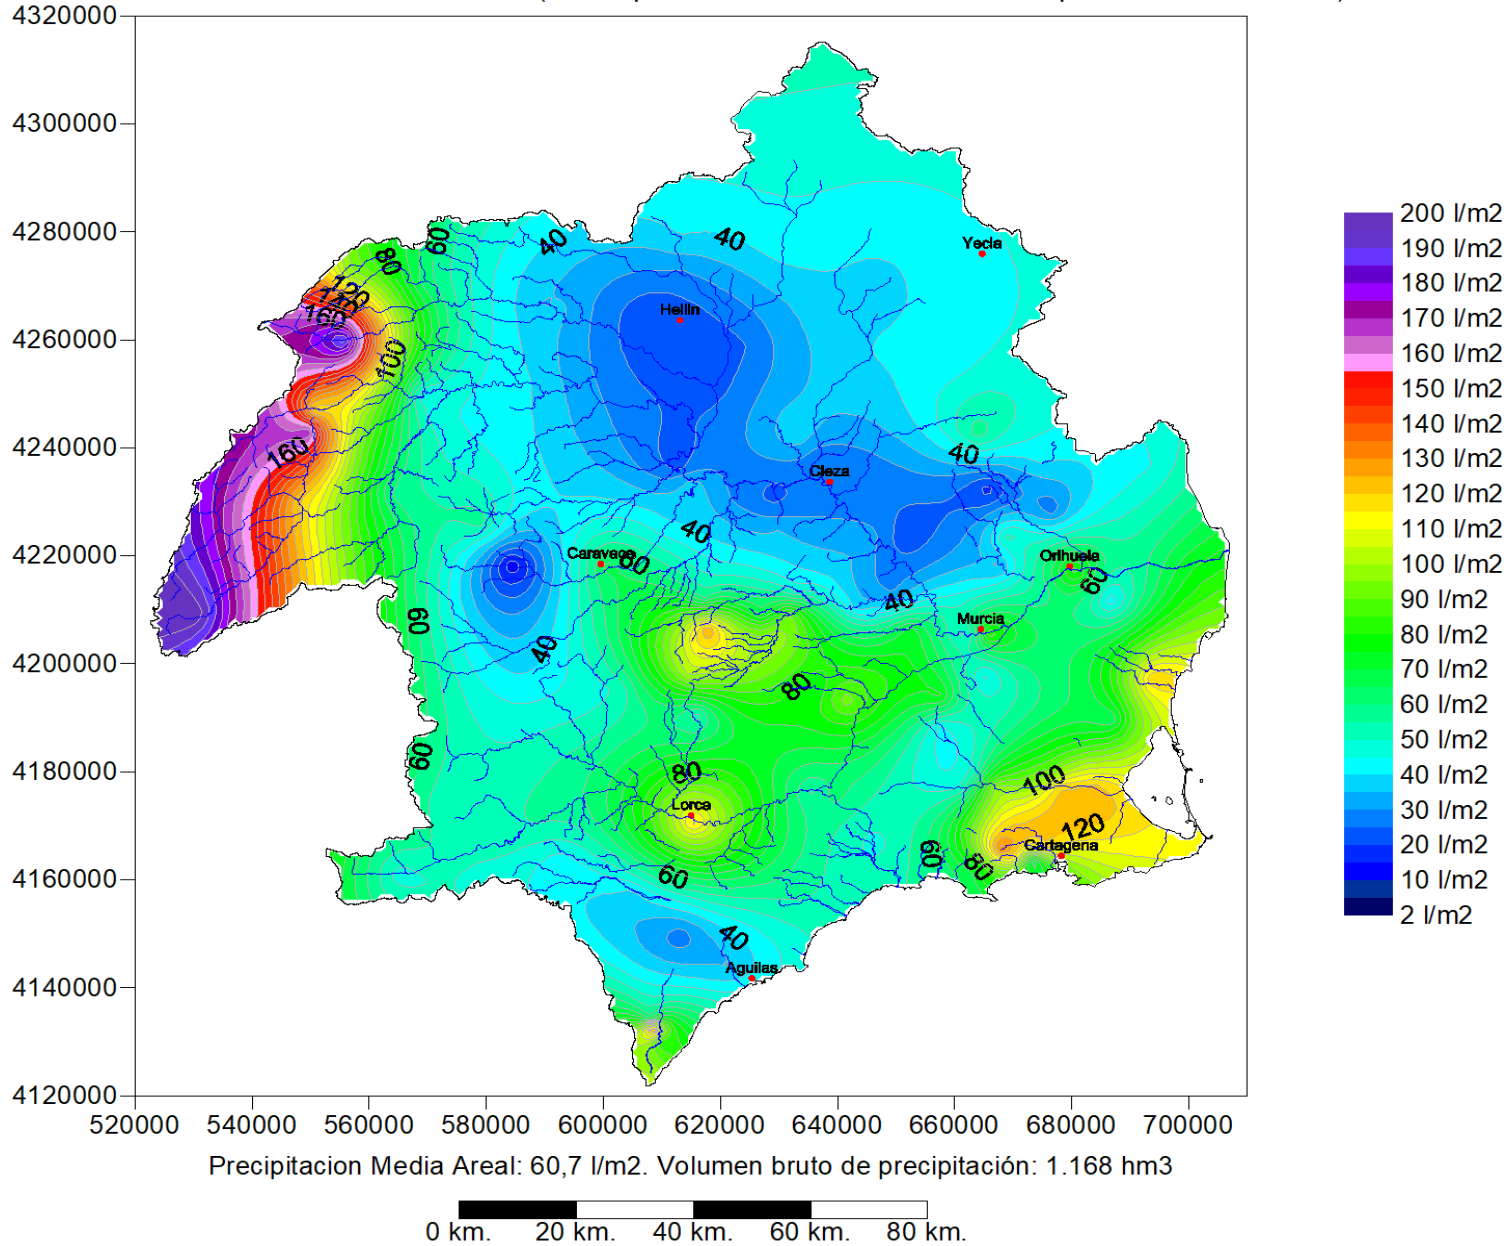 4320000
4300000
4280000
4260000
4240000
4220000
4200000
4180000
4160000
4140000
4120000
520000 540000 560000 580000 600000 620000 640000 660000 680000 700000
60
80
120
140
160
100
40
40
Yecla
Hellin
160
Cieza
40
40
Caravaca
60
Orihuela
60
60
40
Murcia
40
80
60
80
Lorca
100
120
Cartagena
60
80
60
40
Aguilas
200 l/m2
190 l/m2
180 l/m2
170 l/m2
160 l/m2
150 l/m2
140 l/m2
130 l/m2
120 l/m2
110 l/m2
100 l/m2
90 l/m2
80 l/m2
70 l/m2
60 l/m2
50 l/m2
40 l/m2
30 l/m2
20 l/m2
10 l/m2
2 l/m2
Precipitacion Media Areal: 60,7 l/m2. Volumen bruto de precipitación: 1.168 hm3
0 km. 20 km. 40 km. 60 km. 80 km.